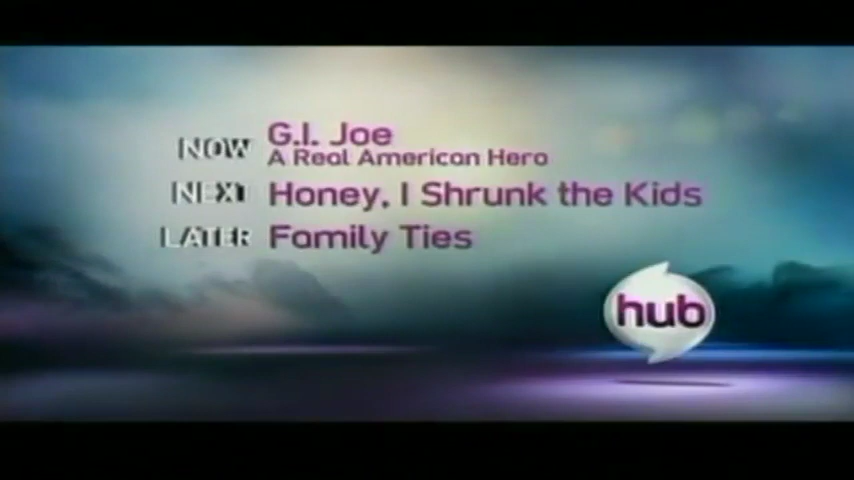 NOW G.I. Joe
A Real American Hero
NEXT Honey, I Shrunk the Kids
LATER Family Ties
hub